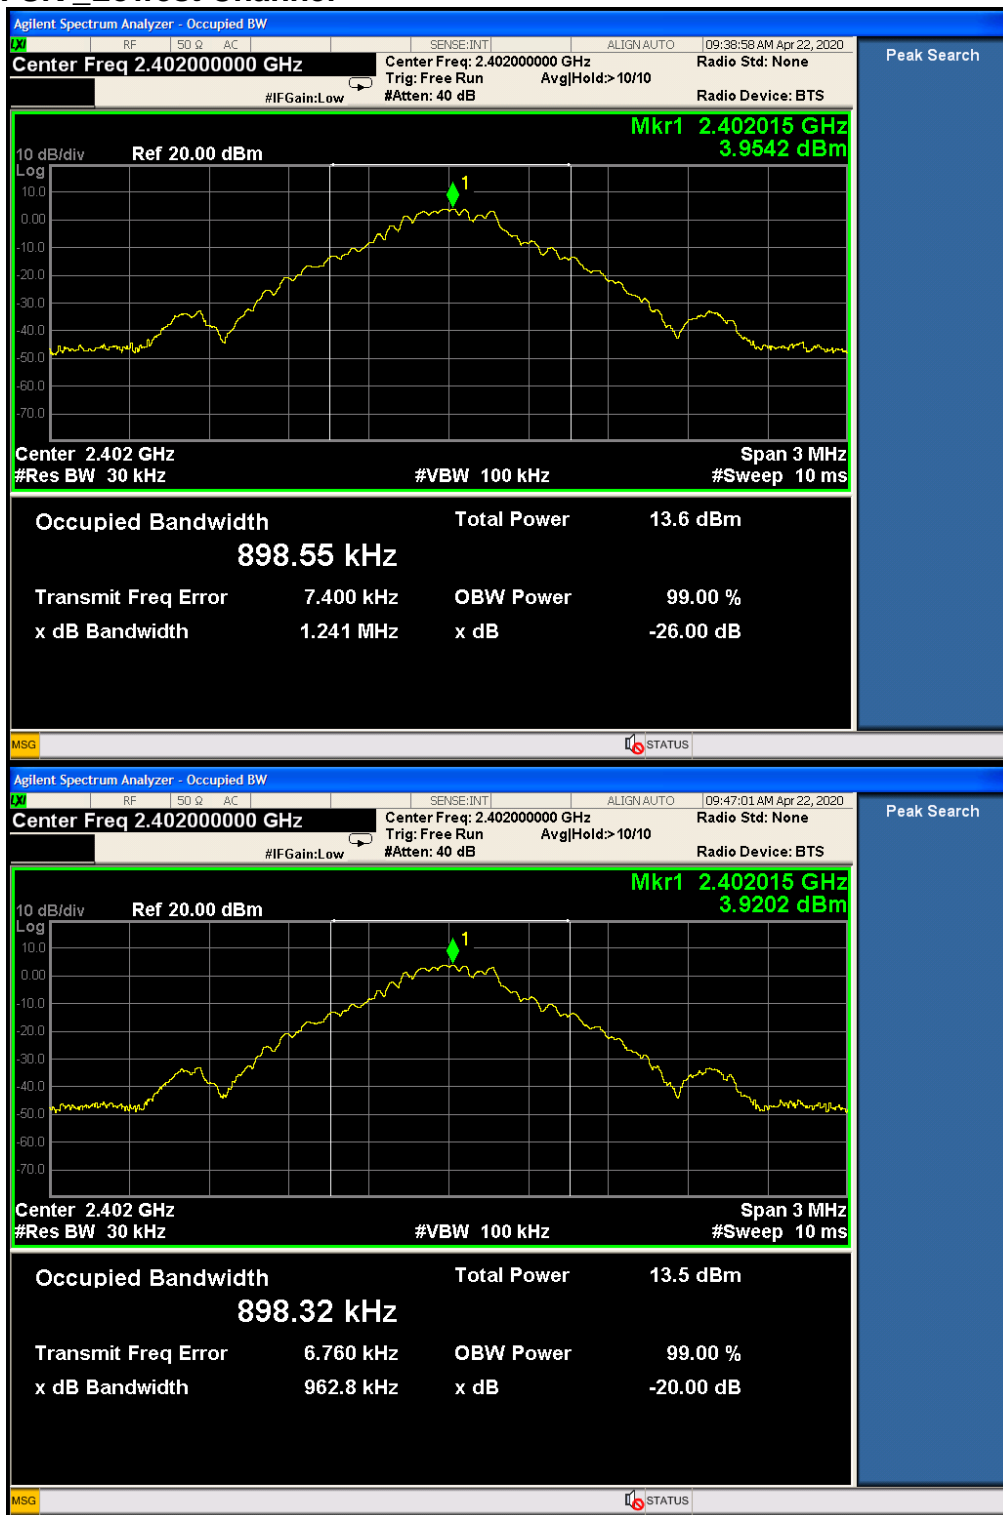 Agilent Spectrum Analyzer - Occupied BW
LXI RF 50 Ω AC SENSE:INT ALIGN AUTO 09:38:58 AM Apr 22, 2020
Center Freq 2.402000000 GHz Center Freq: 2.402000000 GHz Radio Std: None
Trig: Free Run Avg|Hold:>10/10
#IFGain:Low #Atten: 40 dB Radio Device: BTS
Peak Search
Mkr1 2.402015 GHz
3.9542 dBm
10 dB/div Ref 20.00 dBm
Log
1
10.0
0.00
-10.0
-20.0
-30.0
-40.0
-50.0
-60.0
-70.0
Center 2.402 GHz Span 3 MHz
#Res BW 30 kHz #VBW 100 kHz #Sweep 10 ms
Occupied Bandwidth Total Power 13.6 dBm
898.55 kHz
Transmit Freq Error 7.400 kHz OBW Power 99.00 %
x dB Bandwidth 1.241 MHz x dB -26.00 dB
MSG STATUS
Agilent Spectrum Analyzer - Occupied BW
LXI RF 50 Ω AC SENSE:INT ALIGN AUTO 09:47:01 AM Apr 22, 2020
Center Freq 2.402000000 GHz Center Freq: 2.402000000 GHz Radio Std: None
Trig: Free Run Avg|Hold:>10/10
#IFGain:Low #Atten: 40 dB Radio Device: BTS
Peak Search
Mkr1 2.402015 GHz
3.9202 dBm
10 dB/div Ref 20.00 dBm
Log
1
10.0
0.00
-10.0
-20.0
-30.0
-40.0
-50.0
-60.0
-70.0
Center 2.402 GHz Span 3 MHz
#Res BW 30 kHz #VBW 100 kHz #Sweep 10 ms
Occupied Bandwidth Total Power 13.5 dBm
898.32 kHz
Transmit Freq Error 6.760 kHz OBW Power 99.00 %
x dB Bandwidth 962.8 kHz x dB -20.00 dB
MSG STATUS